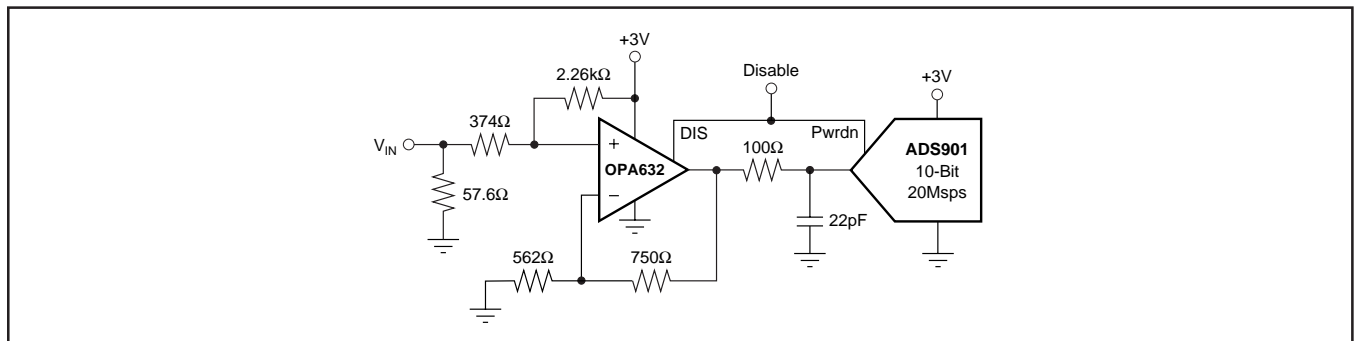 +3V
2.26kΩ
Disable
+3V
374Ω
DIS
Pwrdn
V_IN
+
OPA632
100Ω
ADS901
10-Bit
20Msps
57.6Ω
−
22pF
562Ω
750Ω